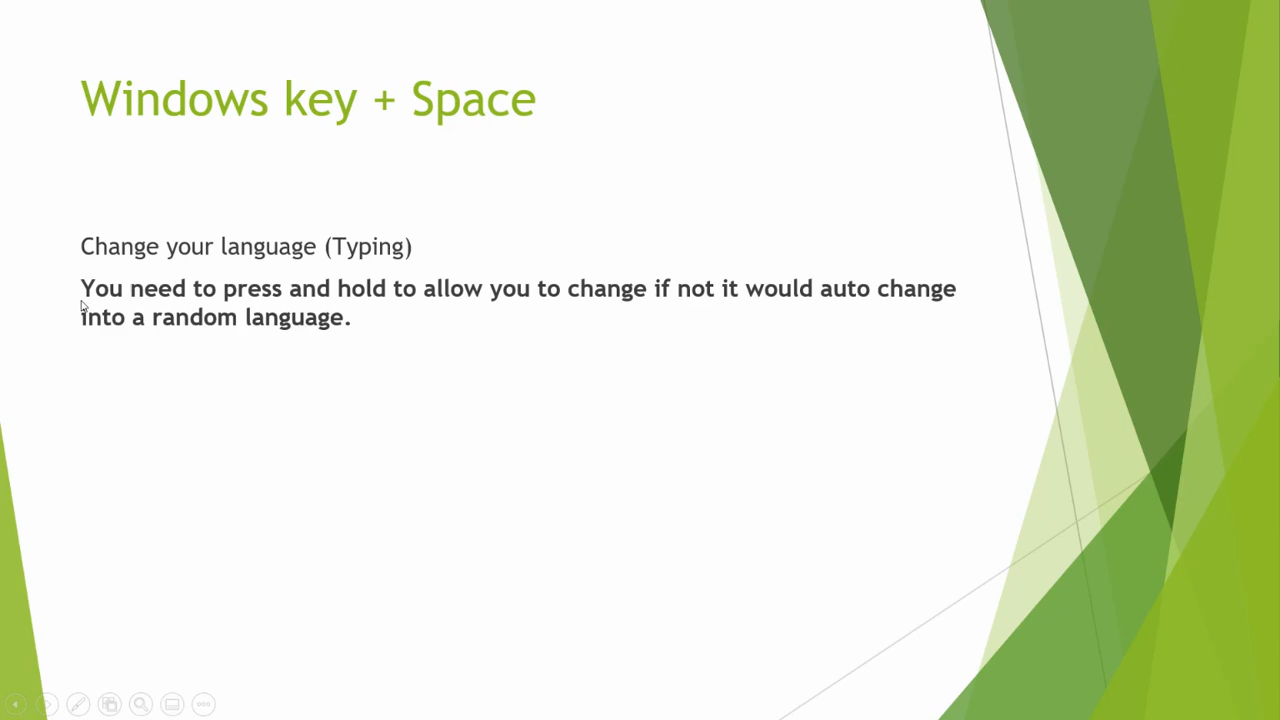 Windows key + Space
Change your language (Typing)
You need to press and hold to allow you to change if not it would auto change
into a random language.